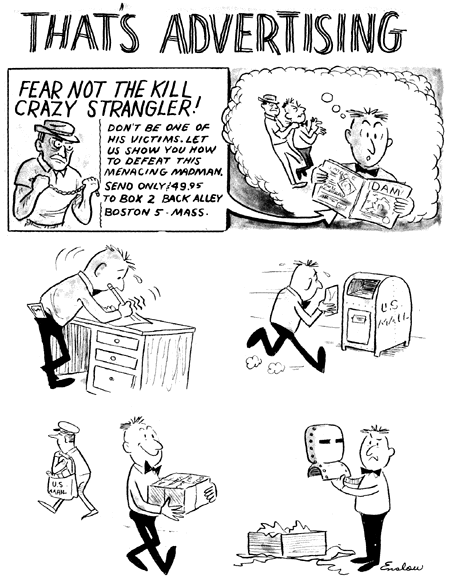 THAT'S ADVERTISING
FEAR NOT THE KILL
CRAZY STRANGLER!
DON'T BE ONE OF
HIS VICTIMS. LET
US SHOW YOU HOW
TO DEFEAT THIS
MENACING MADMAN.
SEND ONLY $49.95
TO BOX 2 BACK ALLEY
BOSTON 5 · MASS.
DAM
U.S.
MAIL
U.S
MAIL
Enslow